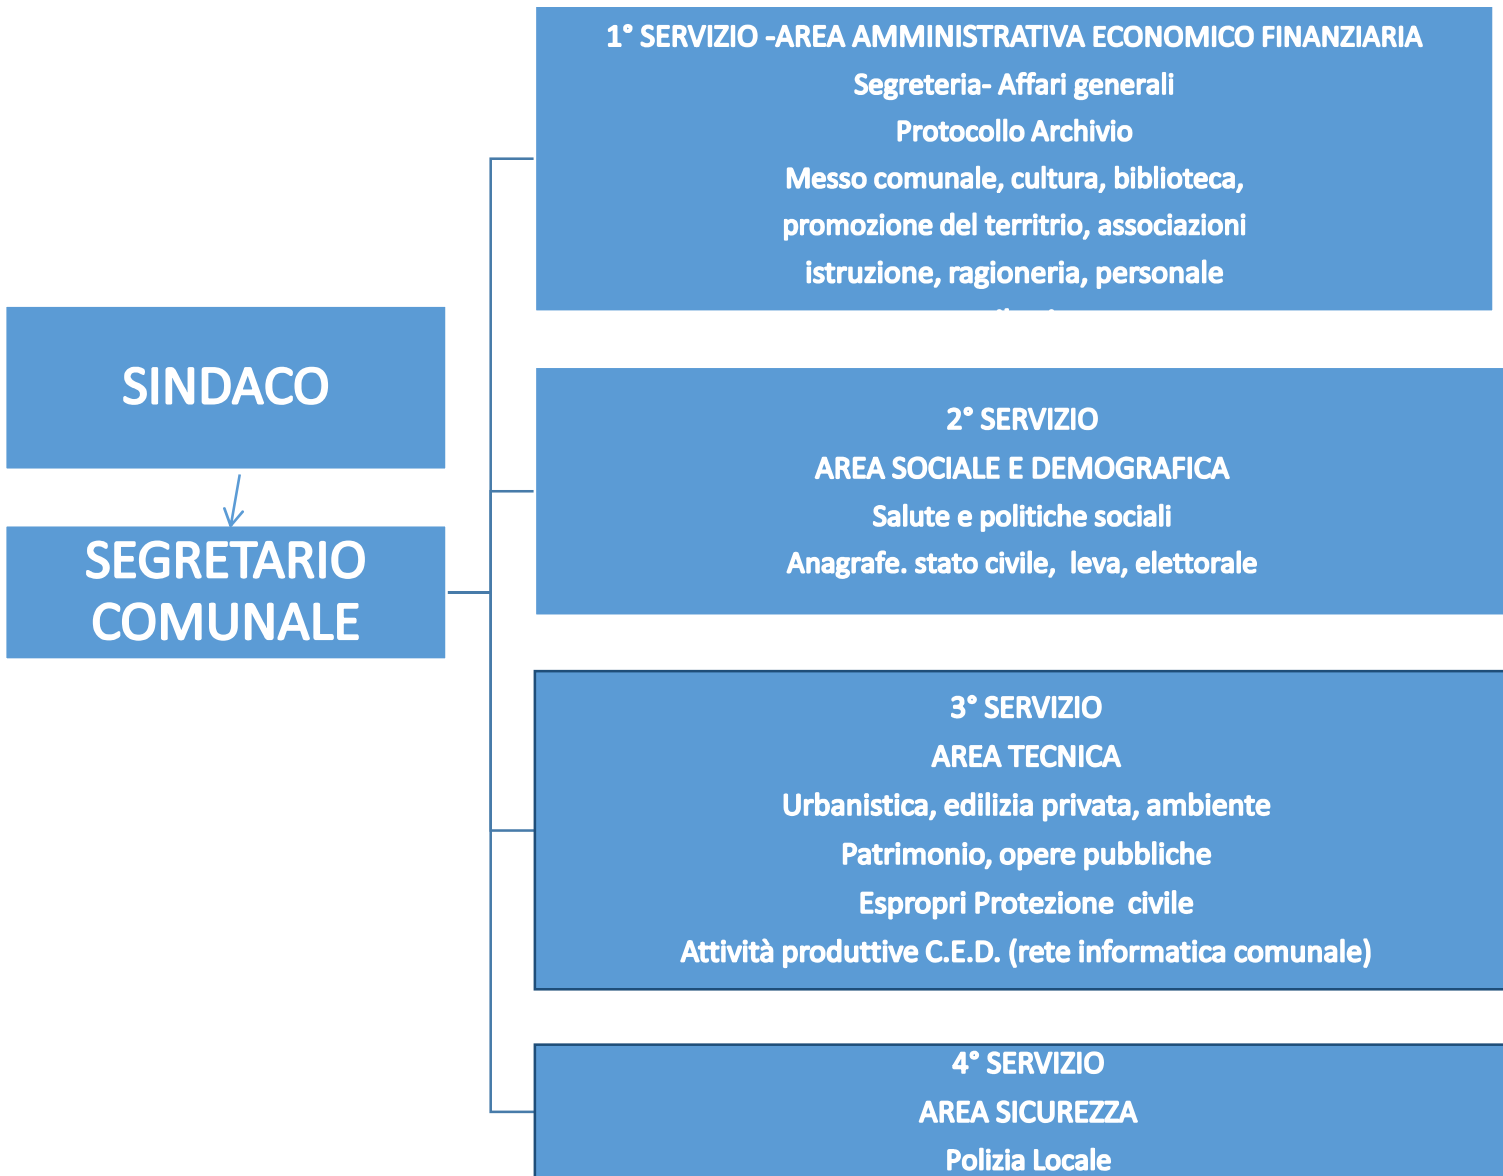 SINDACO
SEGRETARIO
COMUNALE
1° SERVIZIO -AREA AMMINISTRATIVA ECONOMICO FINANZIARIA
Segreteria- Affari generali
Protocollo Archivio
Messo comunale, cultura, biblioteca,
promozione del territrio, associazioni
istruzione, ragioneria, personale
2° SERVIZIO
AREA SOCIALE E DEMOGRAFICA
Salute e politiche sociali
Anagrafe. stato civile, leva, elettorale
3° SERVIZIO
AREA TECNICA
Urbanistica, edilizia privata, ambiente
Patrimonio, opere pubbliche
Espropri Protezione civile
Attività produttive C.E.D. (rete informatica comunale)
4° SERVIZIO
AREA SICUREZZA
Polizia Locale